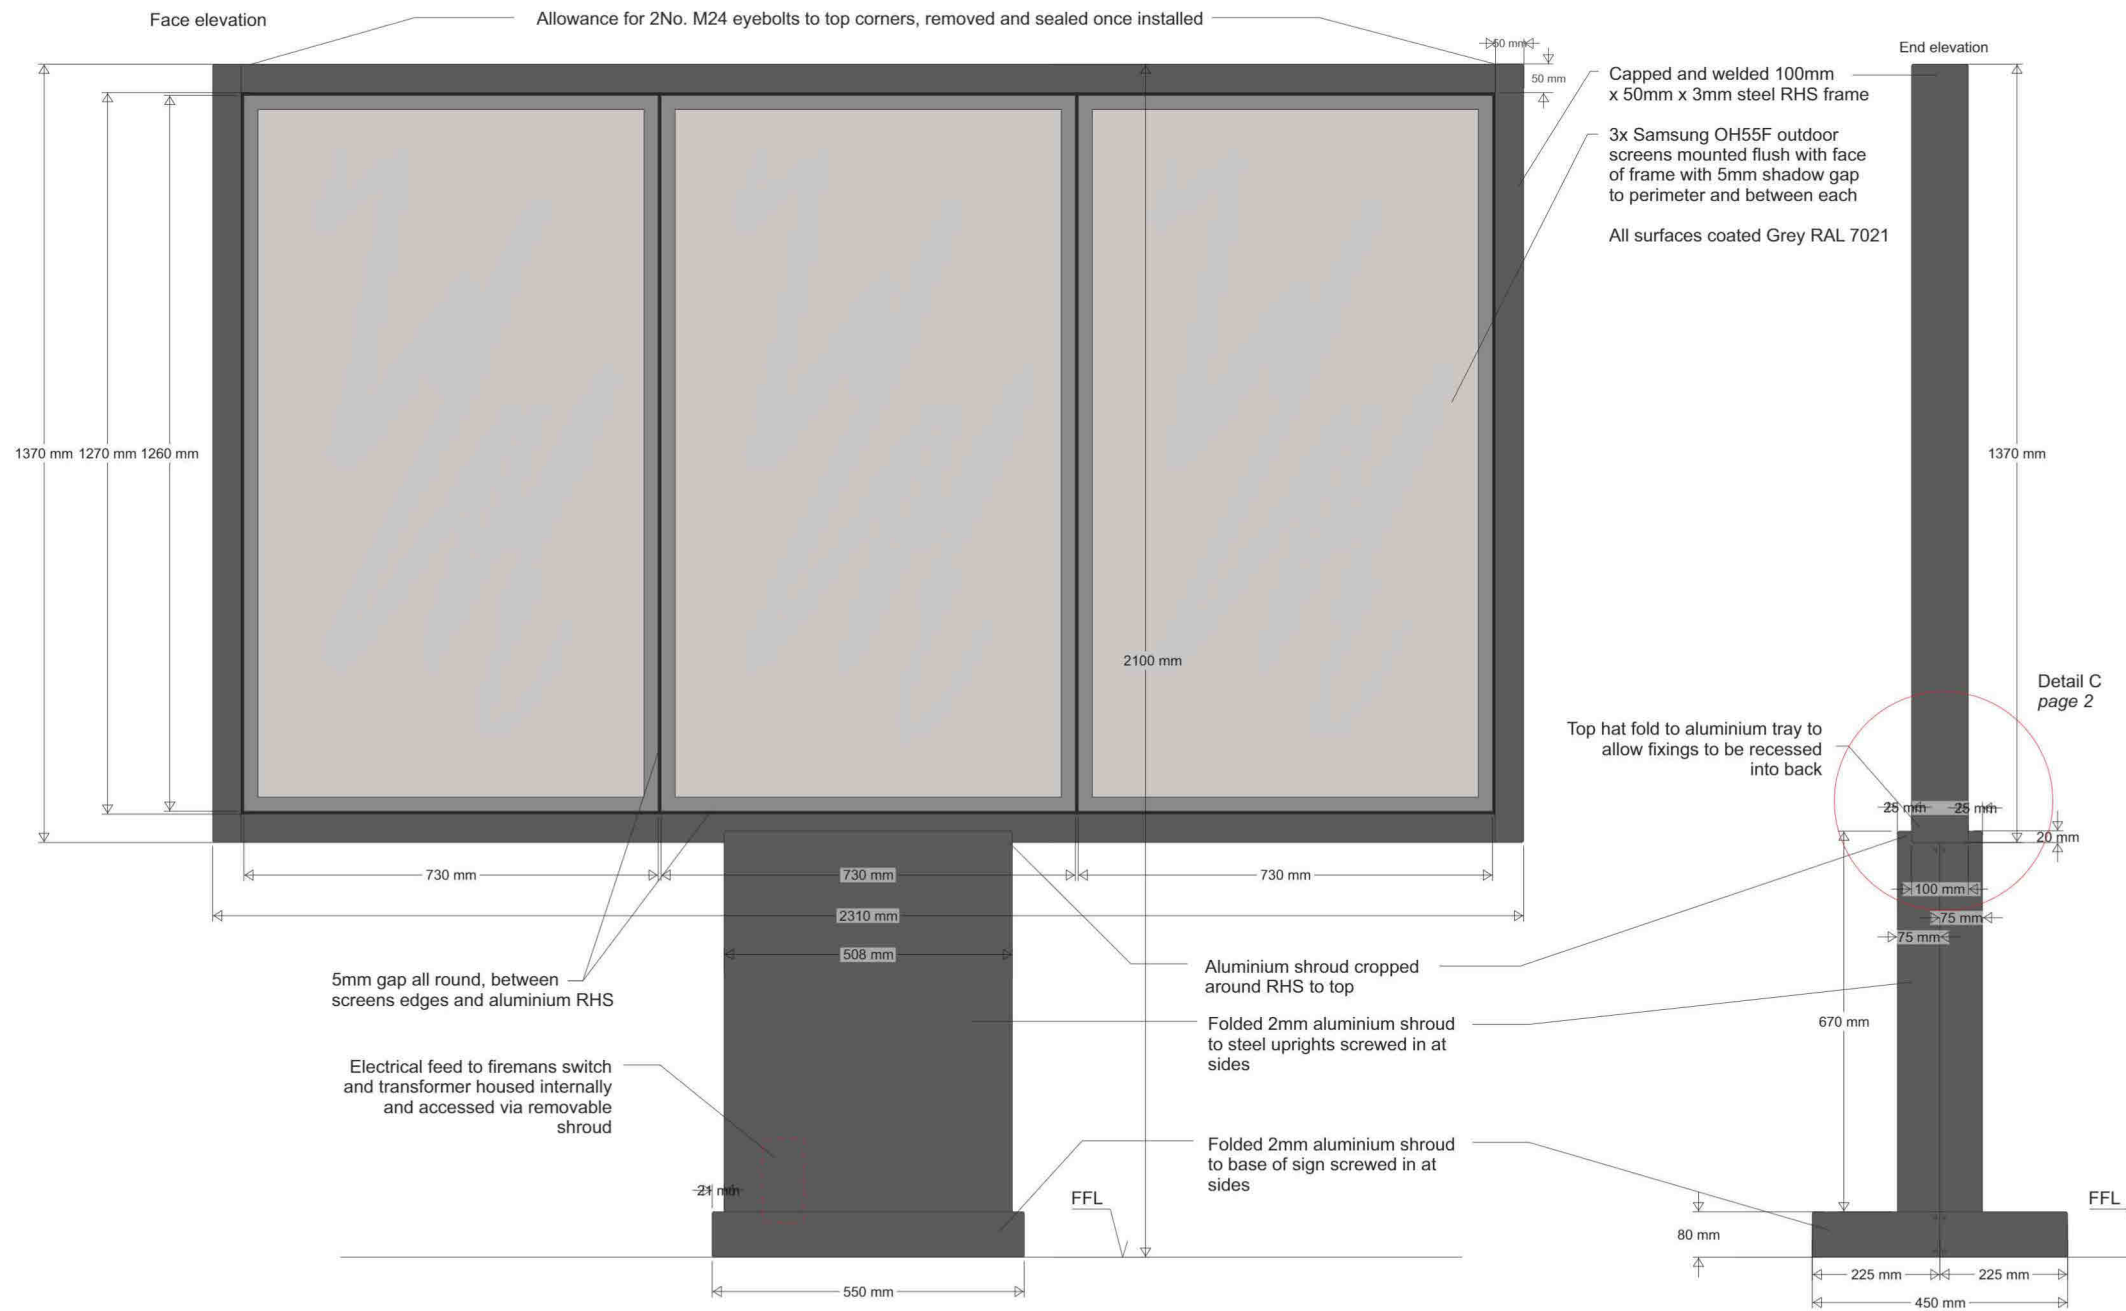 Face elevation
Allowance for 2No. M24 eyebolts to top corners, removed and sealed once installed
50 mm
50 mm
End elevation
Capped and welded 100mm
x 50mm x 3mm steel RHS frame
3x Samsung OH55F outdoor
screens mounted flush with face
of frame with 5mm shadow gap
to perimeter and between each
All surfaces coated Grey RAL 7021
1370 mm
1270 mm
1260 mm
1370 mm
2100 mm
Detail C
page 2
Top hat fold to aluminium tray to
allow fixings to be recessed
into back
25 mm
25 mm
20 mm
730 mm
730 mm
730 mm
100 mm
2310 mm
75 mm
75 mm
508 mm
5mm gap all round, between
screens edges and aluminium RHS
Aluminium shroud cropped
around RHS to top
Folded 2mm aluminium shroud
to steel uprights screwed in at
sides
670 mm
Electrical feed to firemans switch
and transformer housed internally
and accessed via removable
shroud
Folded 2mm aluminium shroud
to base of sign screwed in at
sides
21 mm
FFL
FFL
80 mm
225 mm
225 mm
550 mm
450 mm